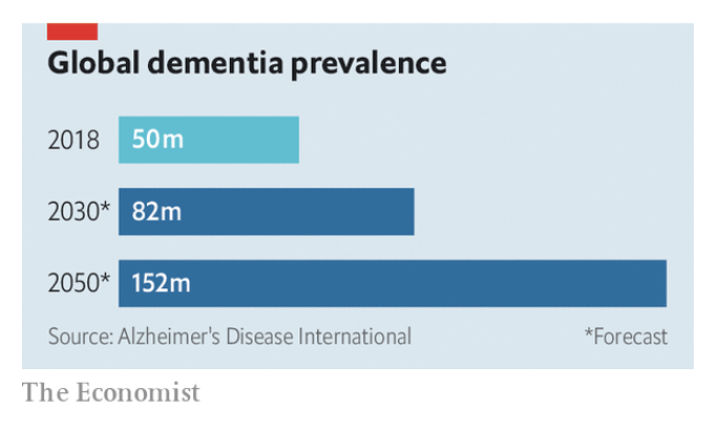 Global dementia prevalence
2018 50m
2030* 82m
2050* 152m
Source: Alzheimer's Disease International *Forecast
The Economist